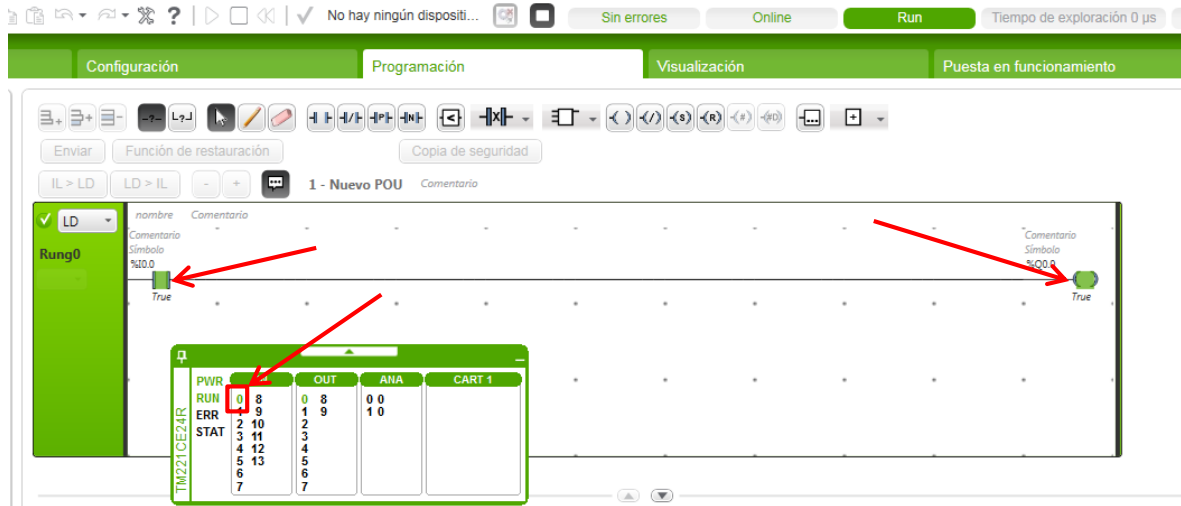 ? No hay ningún dispositi... Sin errores Online Run Tiempo de exploración 0 µs
Configuración Programación Visualización Puesta en funcionamiento
Enviar Función de restauración Copia de seguridad
IL > LD LD > IL - + 1 - Nuevo POU Comentario
LD nombre Comentario
Comentario Comentario
Rung0 Símbolo Símbolo
%I0.0 %Q0.0
True True
TM221CE24R
PWR OUT ANA CART 1
RUN 0 8 0 8 0 0
ERR 1 9 1 9 1 0
2 10 2
STAT 3 11 3
4 12 4
5 13 5
6 6
7 7